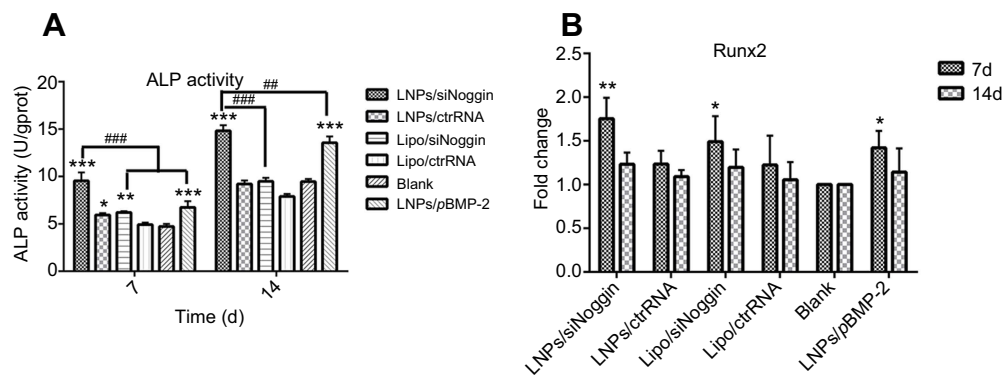 A
ALP activity
ALP activity (U/gprot)
20
15
10
5
0
***
*
**
***
###
***
###
##
***
7
14
Time (d)
LNPs/siNoggin
LNPs/ctrRNA
Lipo/siNoggin
Lipo/ctrRNA
Blank
LNPs/pBMP-2
B
Runx2
Fold change
2.5
2.0
1.5
1.0
0.5
0.0
**
*
*
LNPs/siNoggin
LNPs/ctrRNA
Lipo/siNoggin
Lipo/ctrRNA
Blank
LNPs/pBMP-2
7d
14d